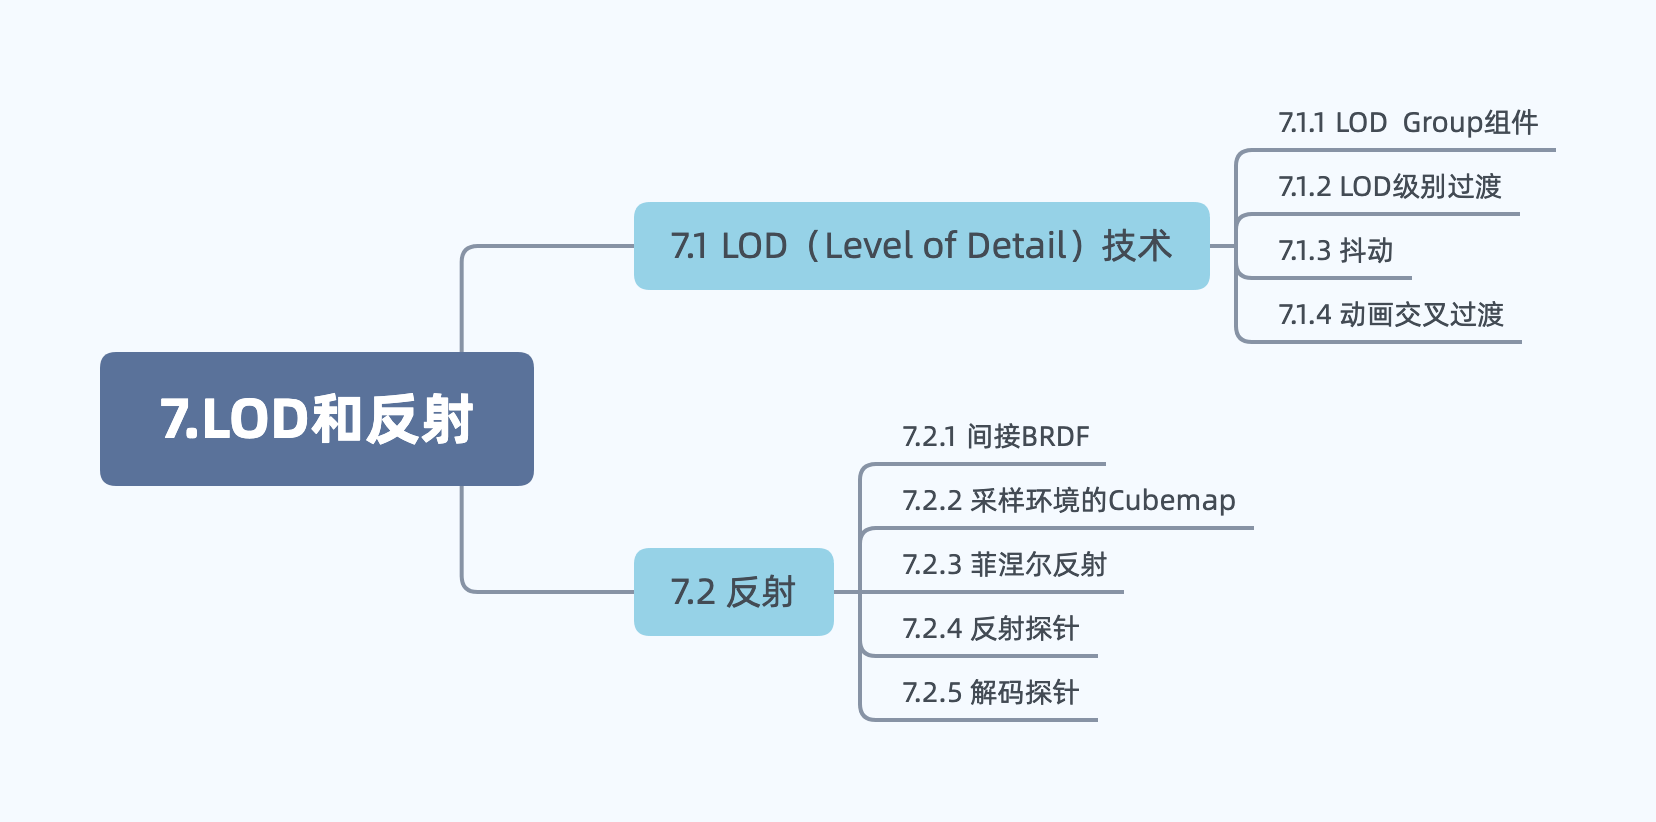 7.LOD和反射
7.1 LOD（Level of Detail）技术
7.1.1 LOD  Group组件
7.1.2 LOD级别过渡
7.1.3 抖动
7.1.4 动画交叉过渡
7.2 反射
7.2.1 间接BRDF
7.2.2 采样环境的Cubemap
7.2.3 菲涅尔反射
7.2.4 反射探针
7.2.5 解码探针